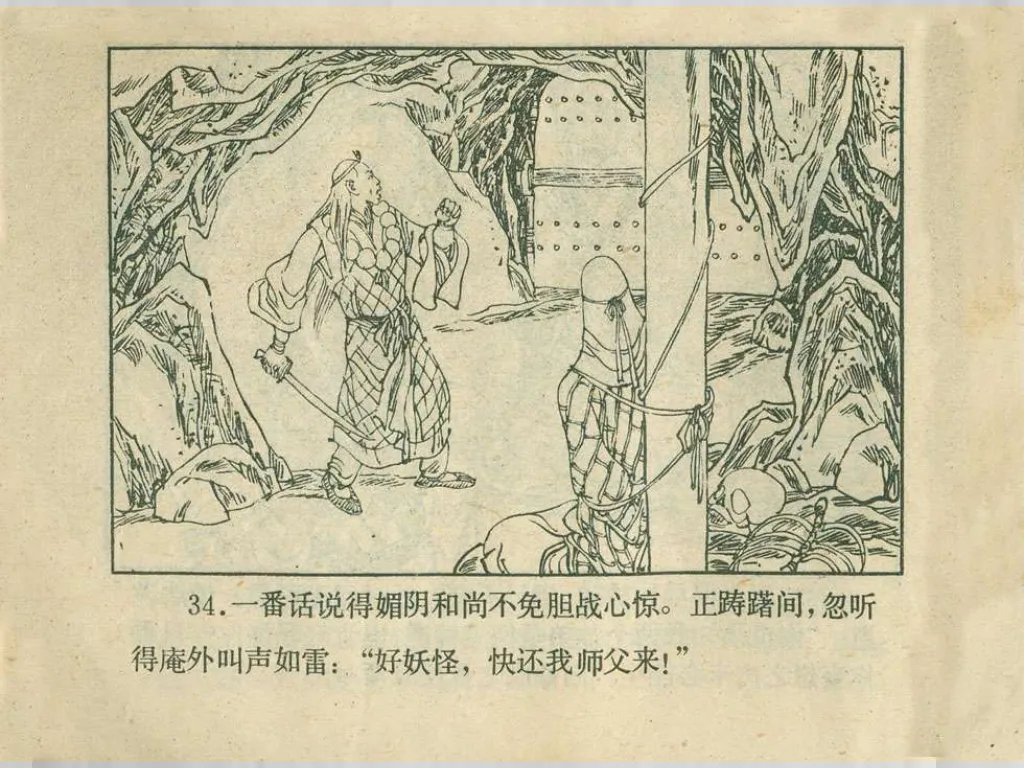 34.一番话说得媚阴和尚不免胆战心惊。正踌躇间，忽听
得庵外叫声如雷：“好妖怪，快还我师父来！”